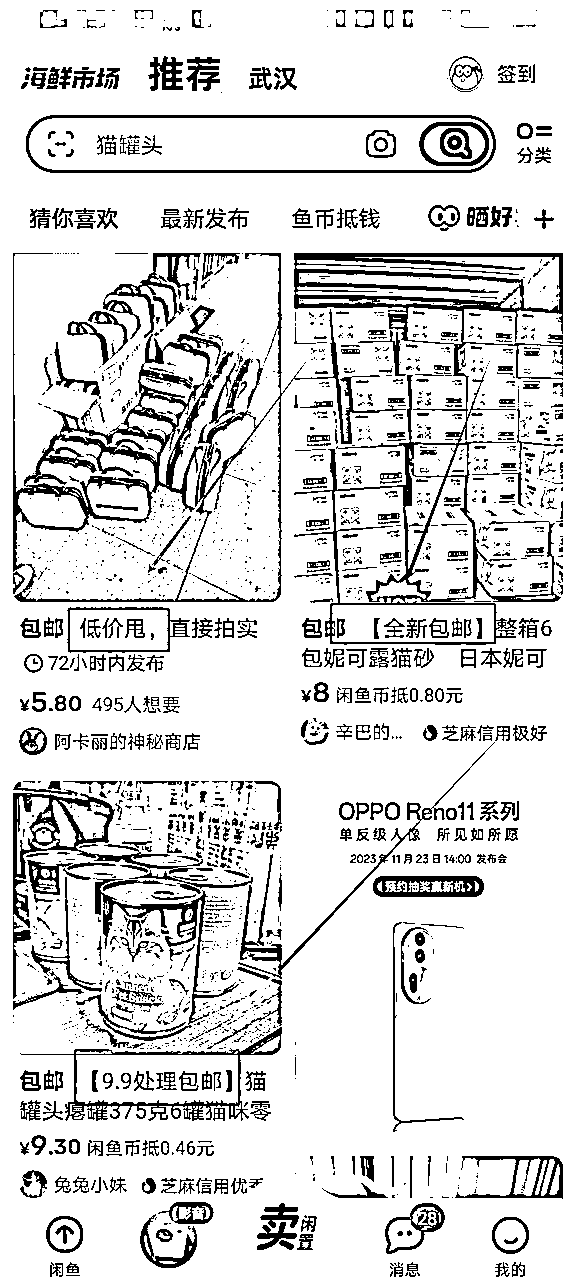 海鲜市场 推荐 武汉 签到
猫罐头
分类
猜你喜欢 最新发布 鱼币抵钱 晒好
包邮 低价甩，直接拍实
72小时内发布
¥5.80 495人想要
阿卡丽的神秘商店
包邮 【全新包邮】整箱6
包妮可露猫砂 日本妮可
¥8 闲鱼币抵0.80元
辛巴的... 芝麻信用极好
OPPO Reno11系列
单反级人像 所见如所愿
2023年11月23日14:00 发布会
预约抽奖赢新机
包邮 【9.9处理包邮】猫
罐头瘪罐375克6罐猫咪零
¥9.30 闲鱼币抵0.46元
兔兔小妹 芝麻信用优秀
闲鱼
卖闲置
28
消息
我的